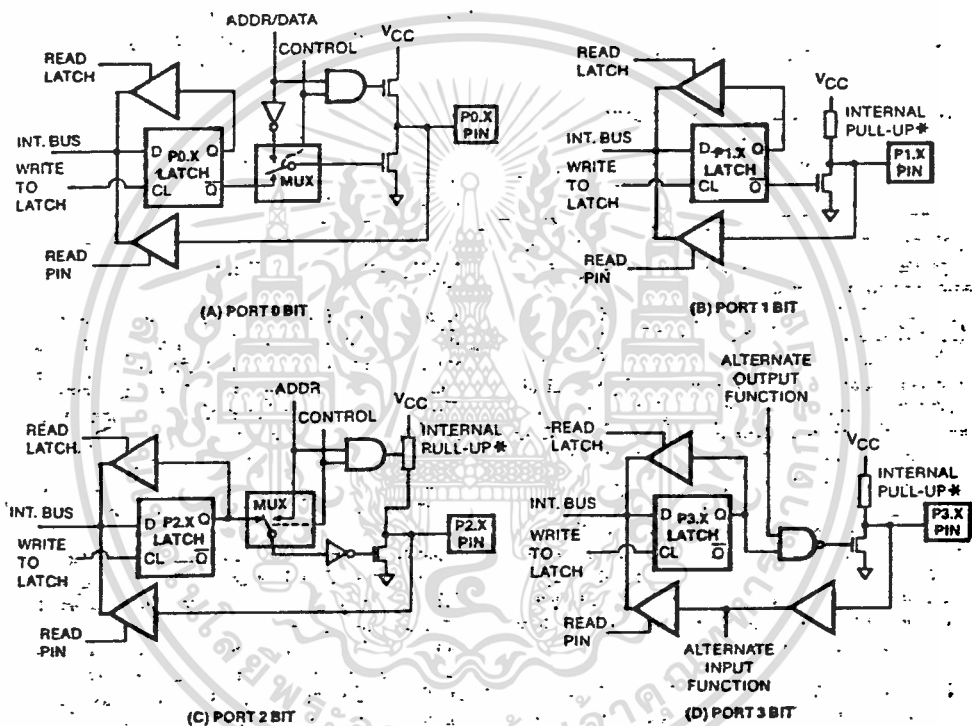 ADDR/DATA
CONTROL
VCC
READ
LATCH
INT. BUS
WRITE
TO
LATCH
D
P0.X
LATCH
Q
CL
Q
MUX
P0.X
PIN
READ
PIN
(A) PORT 0 BIT
READ
LATCH
VCC
INTERNAL
PULL-UP*
INT. BUS
WRITE
TO
LATCH
D
P1.X
LATCH
Q
CL
Q
P1.X
PIN
READ
PIN
(B) PORT 1 BIT
ADDR
CONTROL
VCC
INTERNAL
PULL-UP*
READ
LATCH
INT. BUS
WRITE
TO
LATCH
D
P2.X
LATCH
Q
CL
Q
MUX
P2.X
PIN
READ
PIN
(C) PORT 2 BIT
ALTERNATE
OUTPUT
FUNCTION
VCC
INTERNAL
PULL-UP*
READ
LATCH
INT. BUS
WRITE
TO
LATCH
D
P3.X
LATCH
Q
CL
Q
P3.X
PIN
READ
PIN
ALTERNATE
INPUT
FUNCTION
(D) PORT 3 BIT